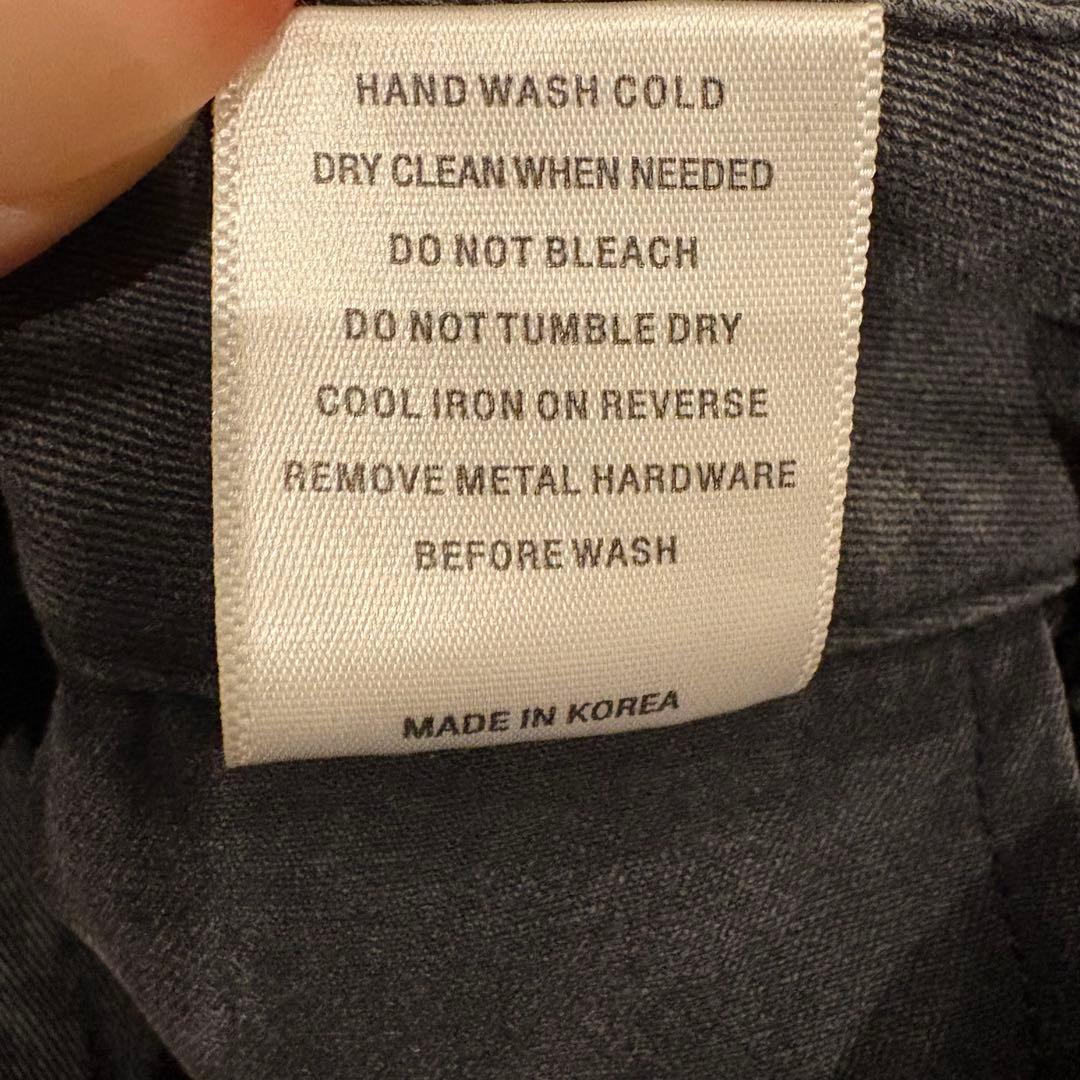 HAND WASH COLD
DRY CLEAN WHEN NEEDED
DO NOT BLEACH
DO NOT TUMBLE DRY
COOL IRON ON REVERSE
REMOVE METAL HARDWARE
BEFORE WASH
MADE IN KOREA